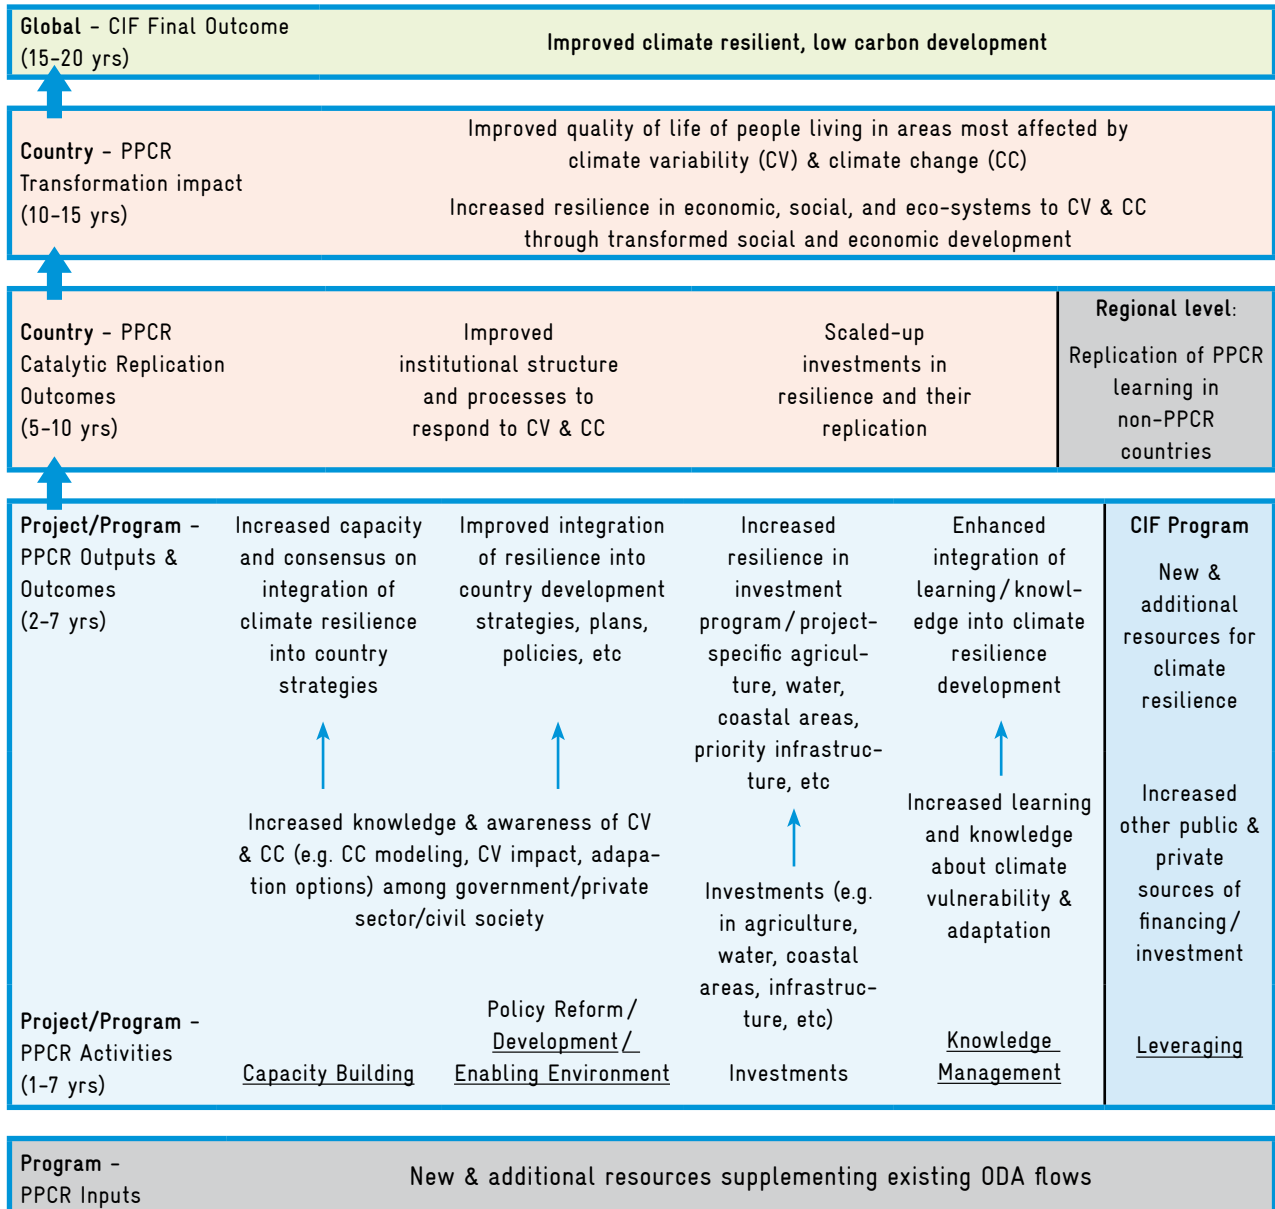 Global - CIF Final Outcome
(15-20 yrs)
Improved climate resilient, low carbon development
Country - PPCR
Transformation impact
(10-15 yrs)
Improved quality of life of people living in areas most affected by
climate variability (CV) & climate change (CC)
Increased resilience in economic, social, and eco-systems to CV & CC
through transformed social and economic development
Country - PPCR
Catalytic Replication
Outcomes
(5-10 yrs)
Improved
institutional structure
and processes to
respond to CV & CC
Scaled-up
investments in
resilience and their
replication
Regional level:
Replication of PPCR
learning in
non-PPCR
countries
Project/Program -
PPCR Outputs &
Outcomes
(2-7 yrs)
Increased capacity
and consensus on
integration of
climate resilience
into country
strategies
Improved integration
of resilience into
country development
strategies, plans,
policies, etc
Increased
resilience in
investment
program/project-
specific agricul-
ture, water,
coastal areas,
priority infrastruc-
ture, etc
Enhanced
integration of
learning/knowl-
edge into climate
resilience
development
CIF Program
New &
additional
resources for
climate
resilience
Increased knowledge & awareness of CV
& CC (e.g. CC modeling, CV impact, adapa-
tion options) among government/private
sector/civil society
Investments (e.g.
in agriculture,
water, coastal
areas, infrastruc-
ture, etc)
Increased learning
and knowledge
about climate
vulnerability &
adaptation
Increased
other public &
private
sources of
financing/
investment
Project/Program -
PPCR Activities
(1-7 yrs)
Capacity Building
Policy Reform/
Development/
Enabling Environment
Investments
Knowledge
Management
Leveraging
Program -
PPCR Inputs
New & additional resources supplementing existing ODA flows